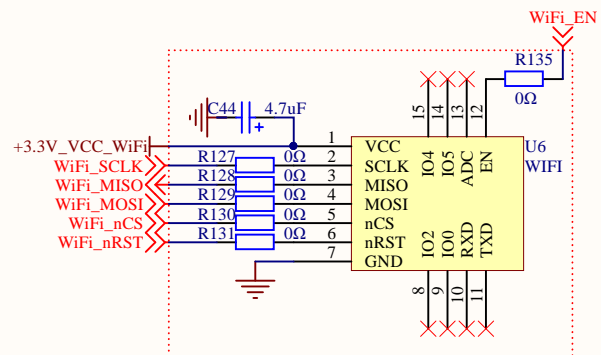 WiFi_EN
R135
0Ω
C44 4.7uF
15 14 13 12
+3.3V_VCC_WiFi 1 VCC IO4 IO5 ADC EN U6
WIFI
WiFi_SCLK R127 0Ω 2 SCLK
WiFi_MISO R128 0Ω 3 MISO
WiFi_MOSI R129 0Ω 4 MOSI
WiFi_nCS R130 0Ω 5 nCS
WiFi_nRST R131 0Ω 6 nRST
7 GND
IO2 IO0 RXD TXD
8 9 10 11